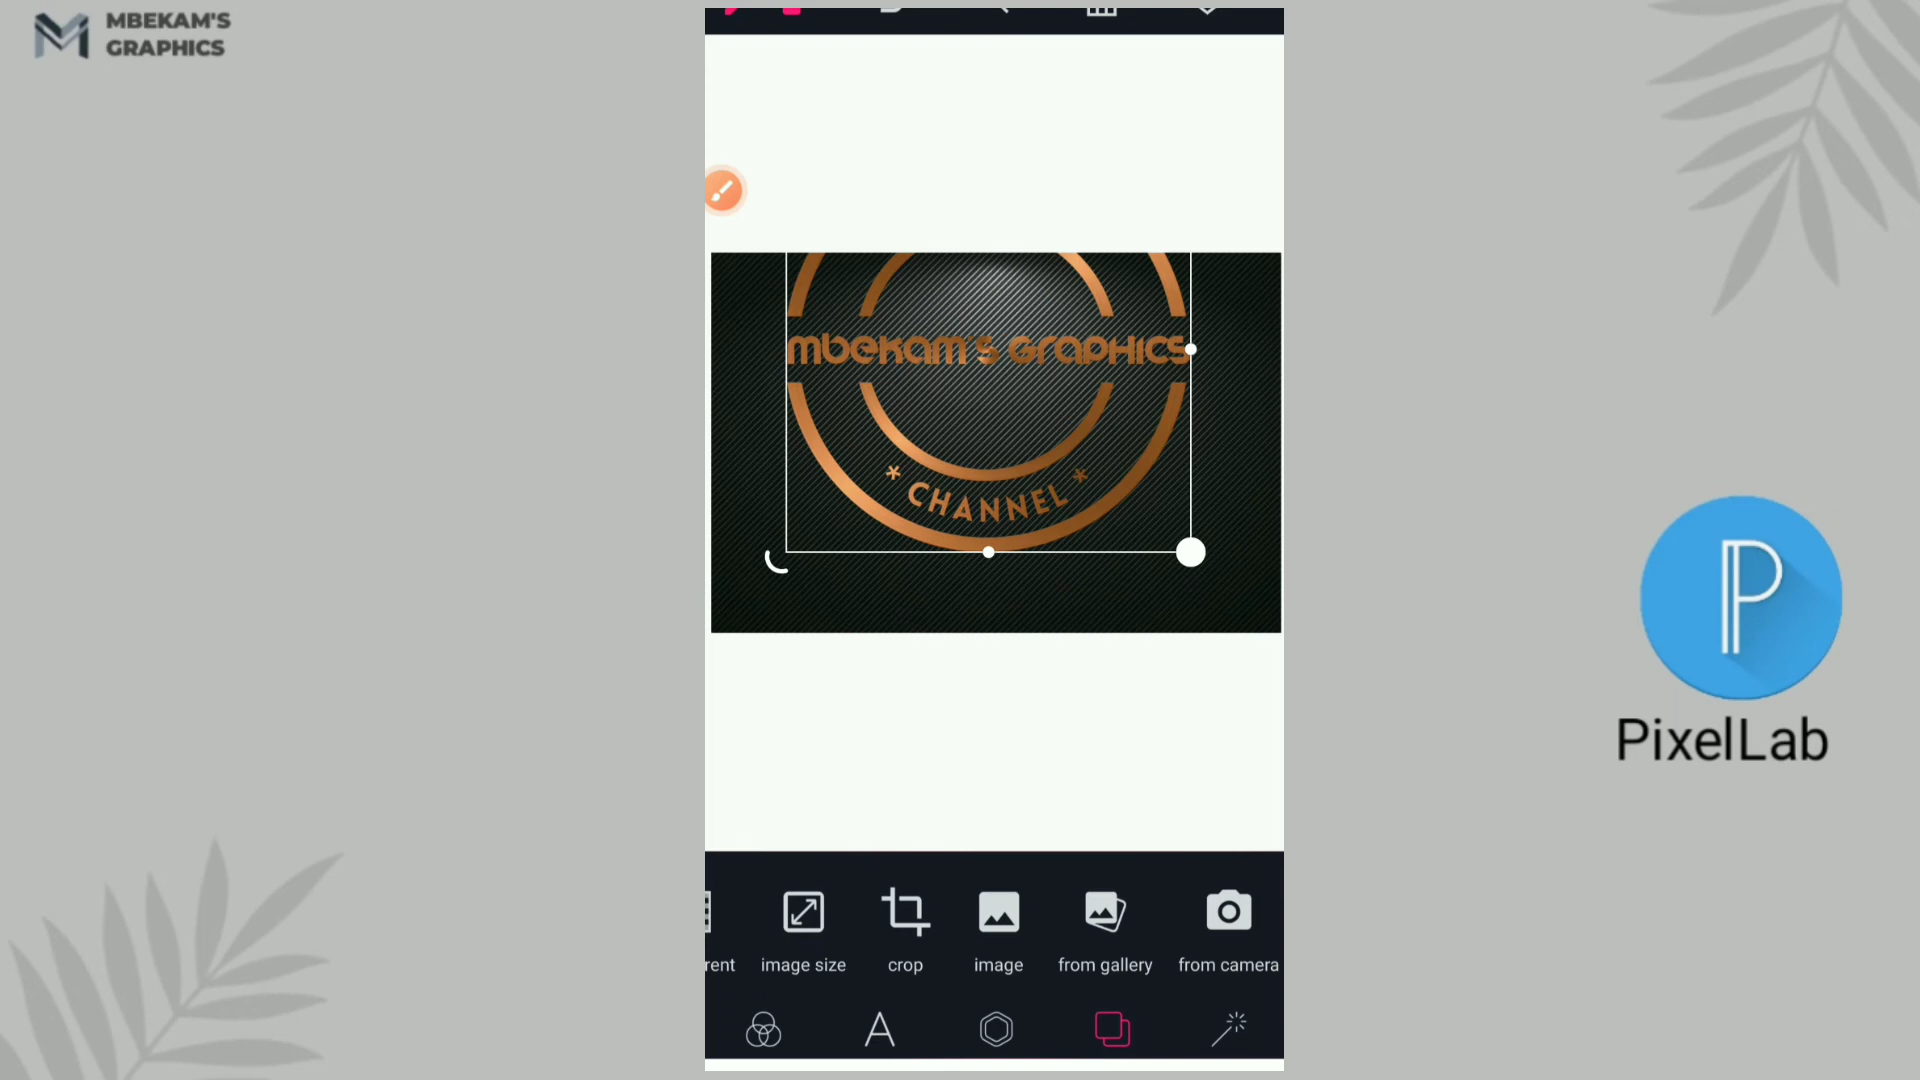 MBEKAM'S
GRAPHICS
mbekam's Graphics
* CHANNEL *
PixelLab
rent
image size
crop
image
from gallery
from camera